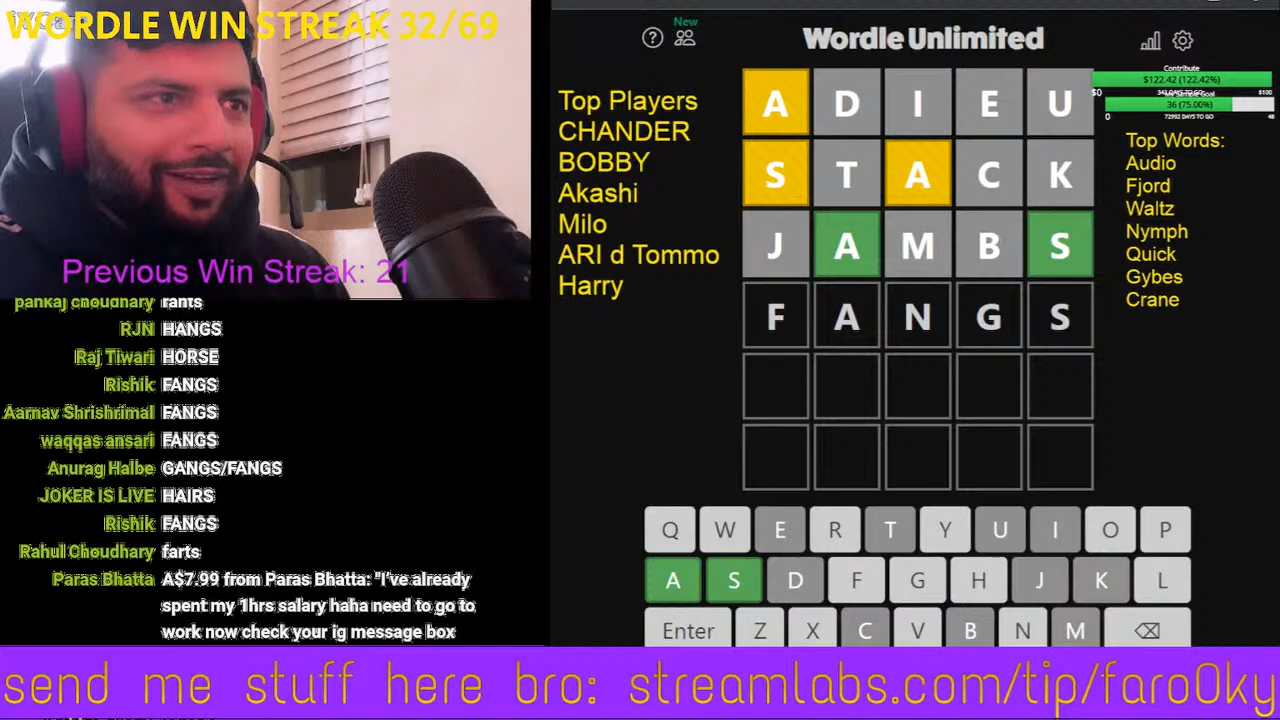 WORDLE WIN STREAK 32/69
Previous Win Streak: 21
pankaj choudhary rants
RJN HANGS
Raj Tiwari HORSE
Rishik FANGS
Aarnav Shrishrimal FANGS
waqqas ansari FANGS
Anurag Halbe GANGS/FANGS
JOKER IS LIVE HAIRS
Rishik FANGS
Rahul Choudhary farts
Paras Bhatta A$7.99 from Paras Bhatta: "I've already
spent my 1hrs salary haha need to go to
work now check your ig message box
New
Wordle Unlimited
Top Players
CHANDER
BOBBY
Akashi
Milo
ARI d Tommo
Harry
A D I E U
S T A C K
J A M B S
F A N G S
Contribute
$122.42 (122.42%)
$0
$100
36 (75.00%)
0
48
Top Words:
Audio
Fjord
Waltz
Nymph
Quick
Gybes
Crane
Q W E R T Y U I O P
A S D F G H J K L
Enter Z X C V B N M
send me stuff here bro: streamlabs.com/tip/faro0ky